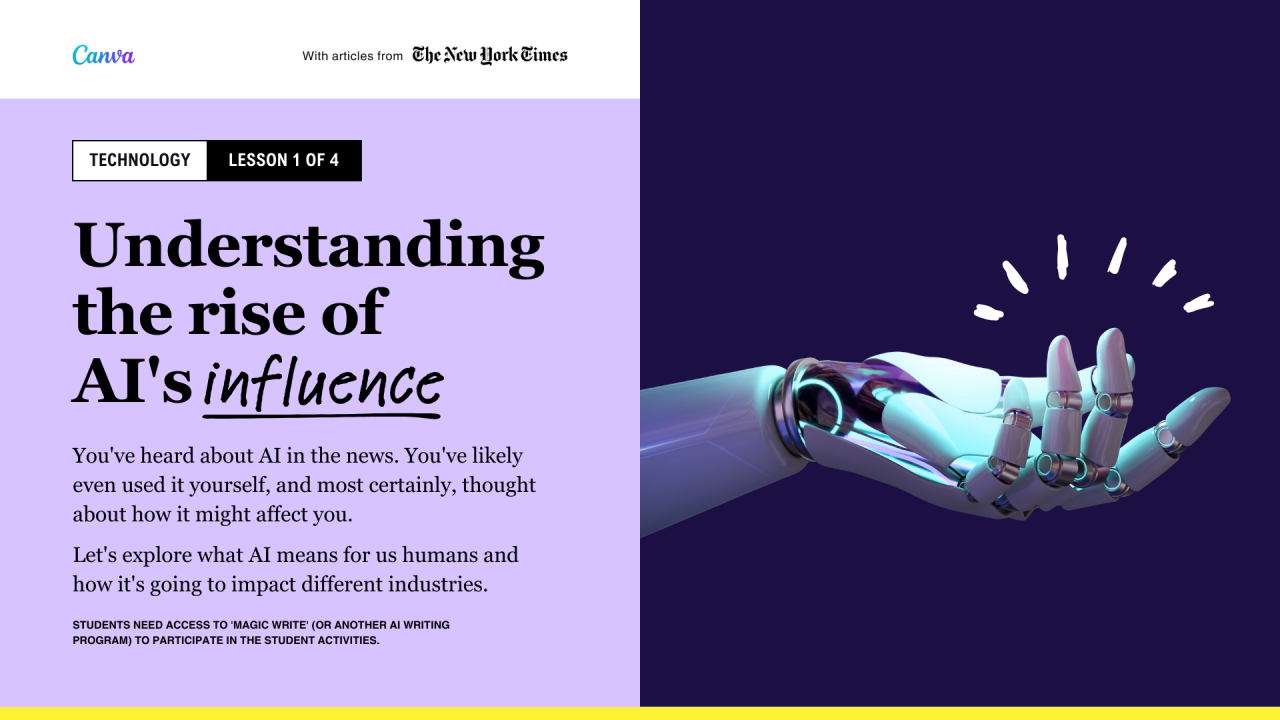 Canva
With articles from The New York Times
TECHNOLOGY LESSON 1 OF 4
Understanding
the rise of
AI's influence
You've heard about AI in the news. You've likely
even used it yourself, and most certainly, thought
about how it might affect you.
Let's explore what AI means for us humans and
how it's going to impact different industries.
STUDENTS NEED ACCESS TO 'MAGIC WRITE' (OR ANOTHER AI WRITING
PROGRAM) TO PARTICIPATE IN THE STUDENT ACTIVITIES.